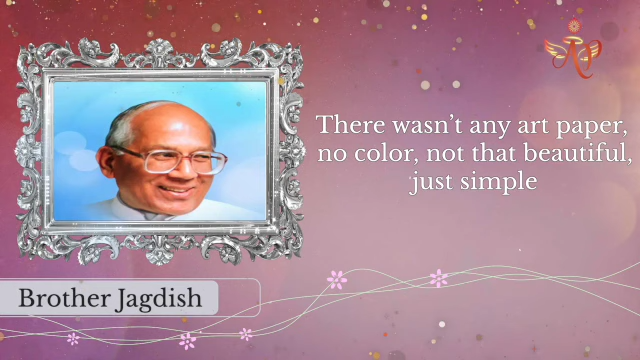 There wasn’t any art paper,
no color, not that beautiful,
just simple
Brother Jagdish